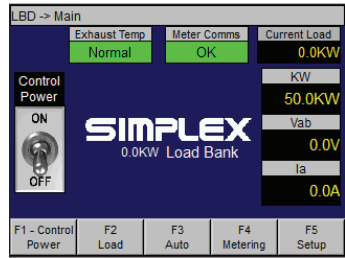 LBD -> Main
Exhaust Temp
Normal
Meter Comms
OK
Current Load
0.0KW
Control
Power
ON
OFF
SIMPLEX
0.0KW Load Bank
KW
50.0KW
Vab
0.0V
Ia
0.0A
F1 - Control
Power
F2
Load
F3
Auto
F4
Metering
F5
Setup